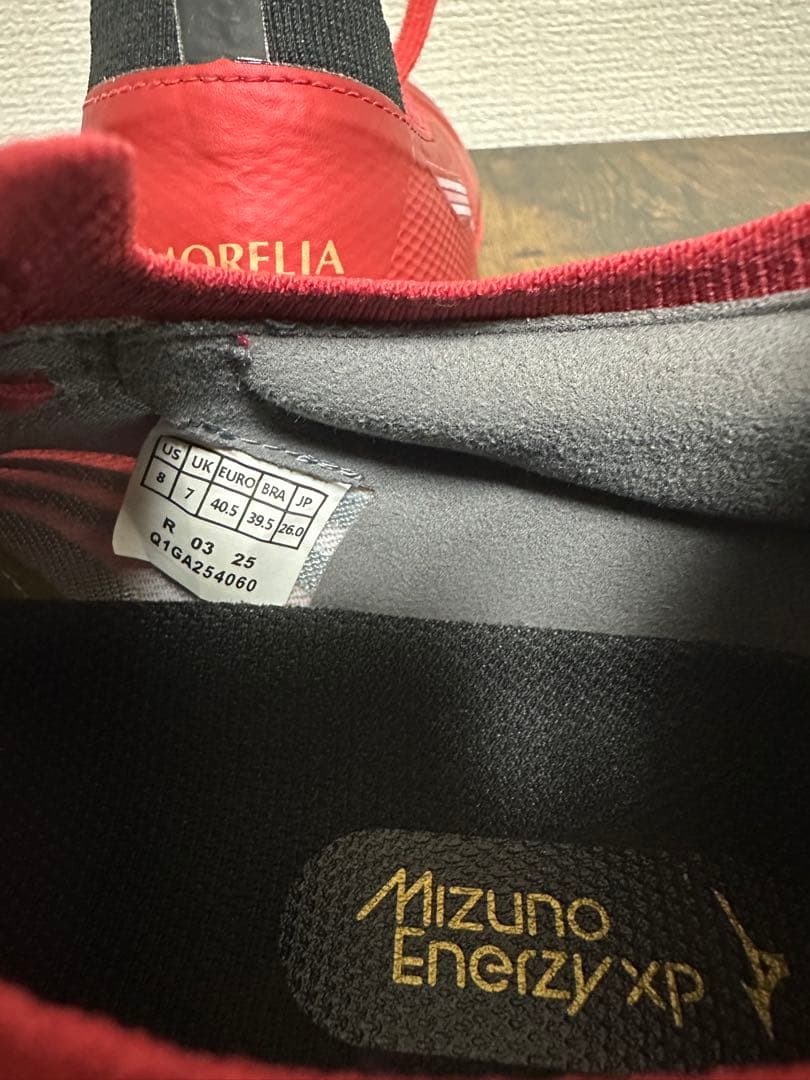 MORELIA
US UK EURO BRA JP
8 7 40.5 39.5 26.0
R 03 25
Q1GA254060
Mizuno
Enerzy XP